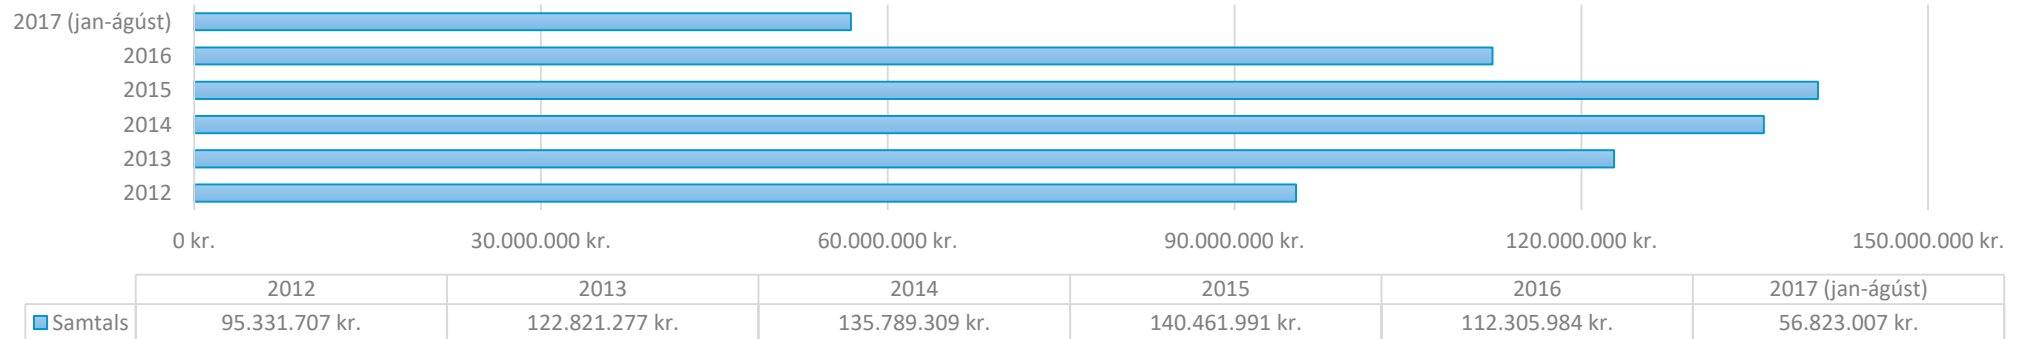 2017 (jan-ágúst)
2016
2015
2014
2013
2012
0 kr. 30.000.000 kr. 60.000.000 kr. 90.000.000 kr. 120.000.000 kr. 150.000.000 kr.
2012 2013 2014 2015 2016 2017 (jan-ágúst)
Samtals 95.331.707 kr. 122.821.277 kr. 135.789.309 kr. 140.461.991 kr. 112.305.984 kr. 56.823.007 kr.